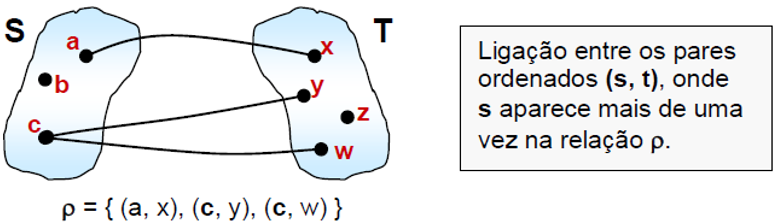 S
T
a
b
c
x
y
z
w
ρ = { (a, x), (c, y), (c, w) }
Ligação entre os pares
ordenados (s, t), onde
s aparece mais de uma
vez na relação ρ.